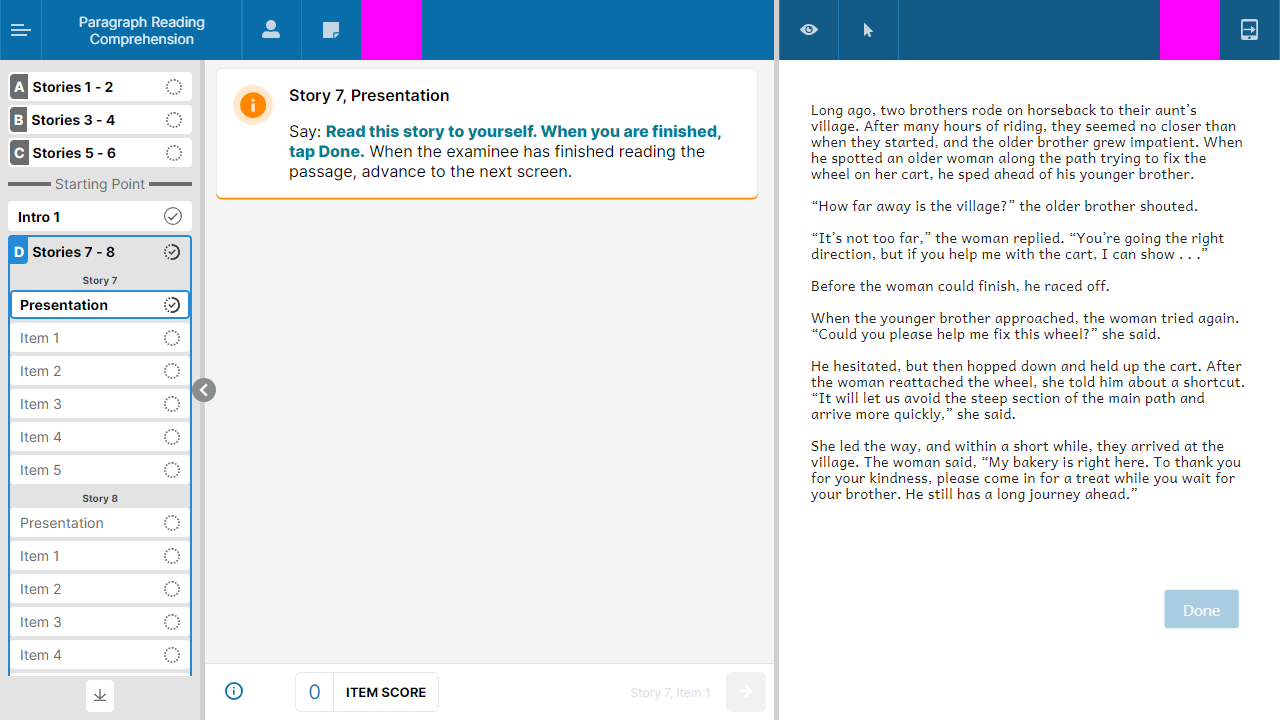 Paragraph Reading
Comprehension
A Stories 1 - 2
B Stories 3 - 4
C Stories 5 - 6
Starting Point
Intro 1
D Stories 7 - 8
Story 7
Presentation
Item 1
Item 2
Item 3
Item 4
Item 5
Story 8
Presentation
Item 1
Item 2
Item 3
Item 4
Story 7, Presentation
Say: Read this story to yourself. When you are finished,
tap Done. When the examinee has finished reading the
passage, advance to the next screen.
0 ITEM SCORE
Story 7, Item 1
Long ago, two brothers rode on horseback to their aunt’s
village. After many hours of riding, they seemed no closer than
when they started, and the older brother grew impatient. When
he spotted an older woman along the path trying to fix the
wheel on her cart, he sped ahead of his younger brother.
“How far away is the village?” the older brother shouted.
“It’s not too far,” the woman replied. “You’re going the right
direction, but if you help me with the cart, I can show . . .”
Before the woman could finish, he raced off.
When the younger brother approached, the woman tried again.
“Could you please help me fix this wheel?” she said.
He hesitated, but then hopped down and held up the cart. After
the woman reattached the wheel, she told him about a shortcut.
“It will let us avoid the steep section of the main path and
arrive more quickly,” she said.
She led the way, and within a short while, they arrived at the
village. The woman said, “My bakery is right here. To thank you
for your kindness, please come in for a treat while you wait for
your brother. He still has a long journey ahead.”
Done